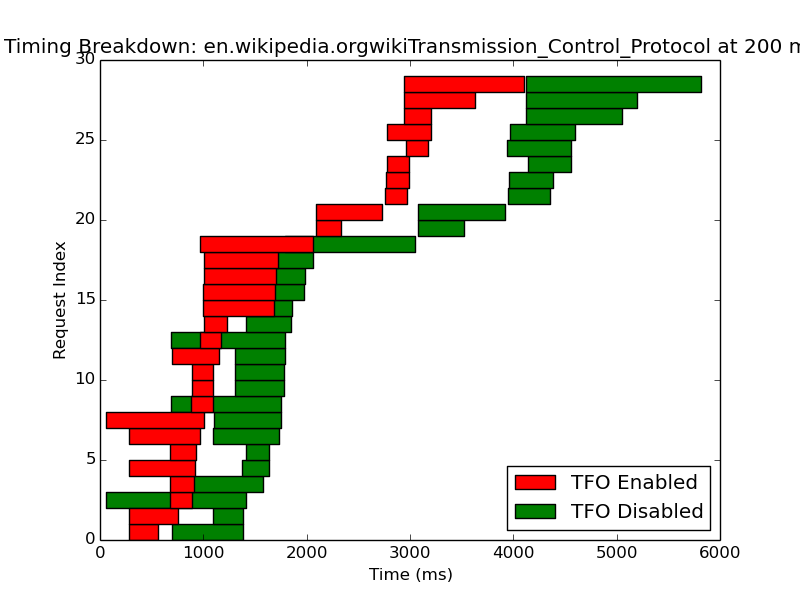 Timing Breakdown: en.wikipedia.orgwikiTransmission_Control_Protocol at 200 m
30
25
20
15
10
5
0
Request Index
0 1000 2000 3000 4000 5000 6000
Time (ms)
TFO Enabled
TFO Disabled